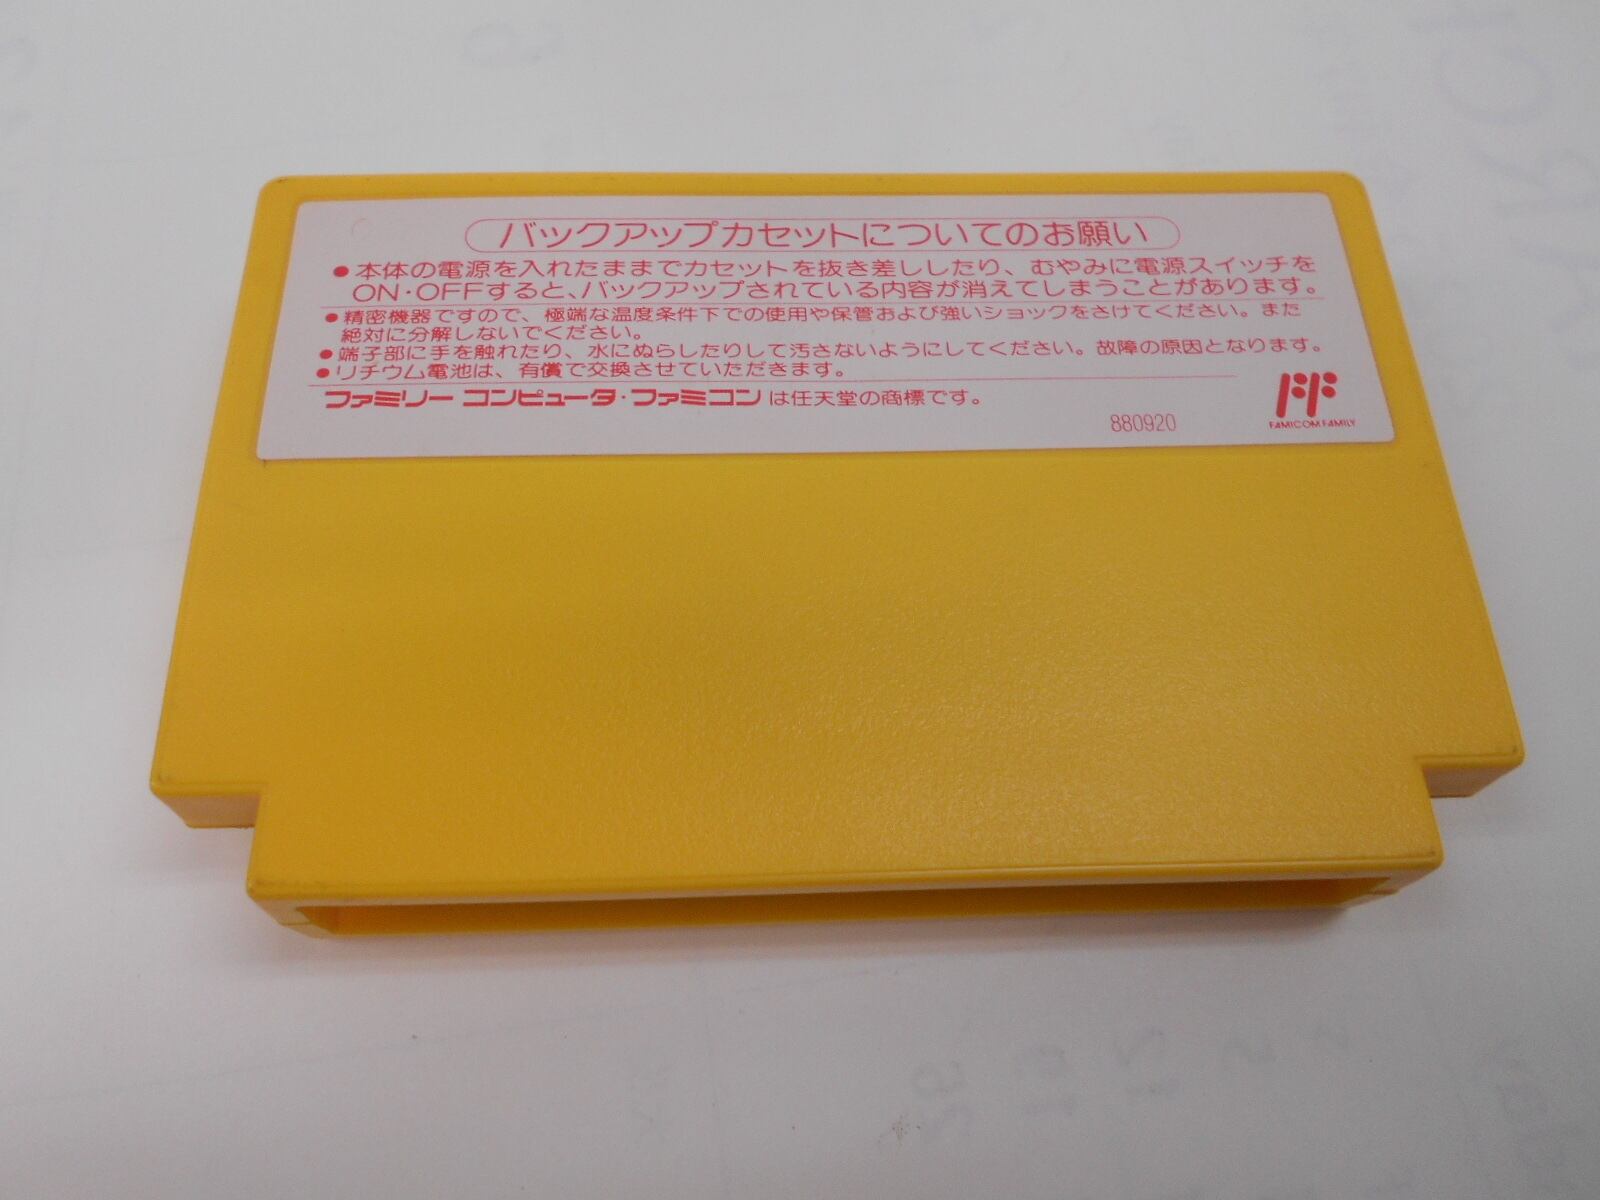 バックアップカセットについてのお願い
●本体の電源を入れたままでカセットを抜き差ししたり、むやみに電源スイッチを
ON・OFFすると、バックアップされている内容が消えてしまうことがあります。
●精密機器ですので、極端な温度条件下での使用や保管および強いショックをさけてください。また
絶対に分解しないでください。
●端子部に手を触れたり、水にぬらしたりして汚さないようにしてください。故障の原因となります。
●リチウム電池は、有償で交換させていただきます。
ファミリーコンピュータ・ファミコンは任天堂の商標です。
880920
FF
FAMICOM FAMILY